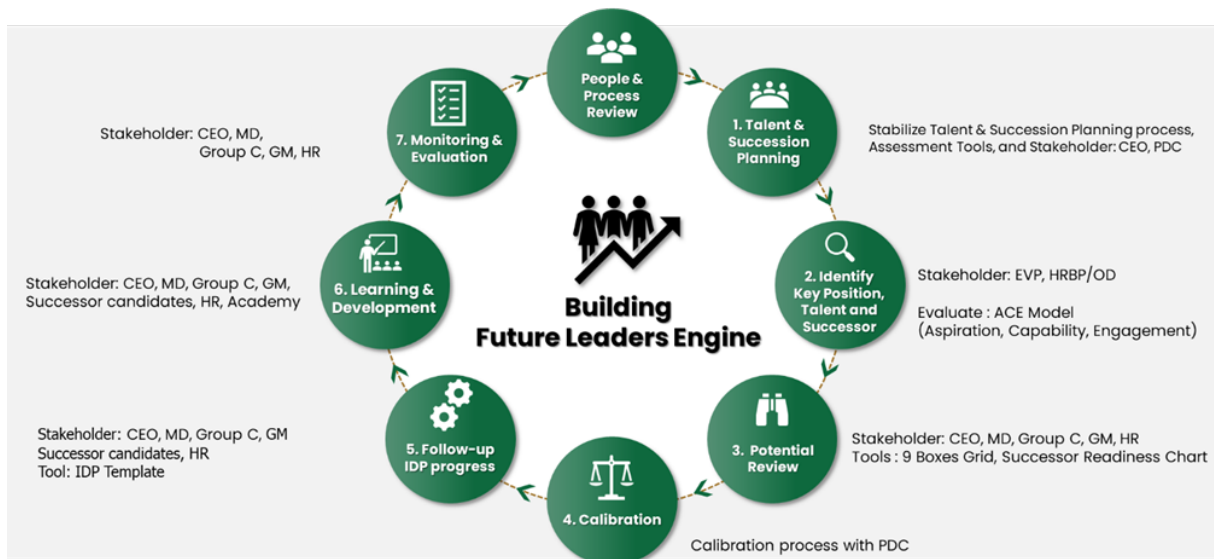 People &
Process
Review
1. Talent &
Succession
Planning
Stabilize Talent & Succession Planning process,
Assessment Tools, and Stakeholder: CEO, PDC
2. Identify
Key Position,
Talent and
Successor
Stakeholder: EVP, HRBP/OD
Evaluate : ACE Model
(Aspiration, Capability, Engagement)
3. Potential
Review
Stakeholder: CEO, MD, Group C, GM, HR
Tools : 9 Boxes Grid, Successor Readiness Chart
4. Calibration
Calibration process with PDC
5. Follow-up
IDP progress
Stakeholder: CEO, MD, Group C, GM
Successor candidates, HR
Tool: IDP Template
6. Learning &
Development
Stakeholder: CEO, MD, Group C, GM,
Successor candidates, HR, Academy
7. Monitoring &
Evaluation
Stakeholder: CEO, MD,
Group C, GM, HR
Building
Future Leaders Engine